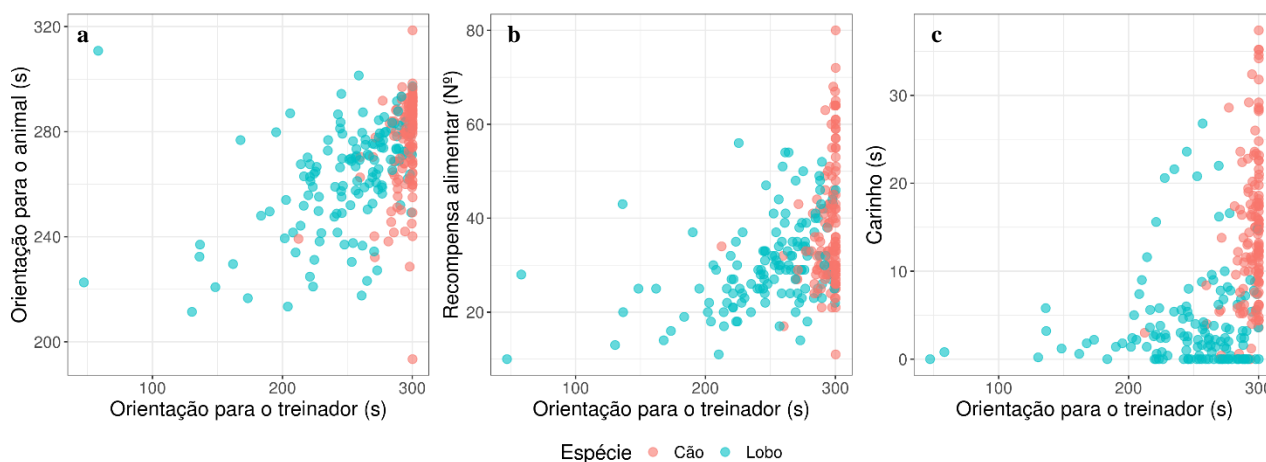 a
320
280
240
200
100
200
300
Orientação para o animal (s)
Orientação para o treinador (s)
b
80
60
40
20
100
200
300
Recompensa alimentar (Nº)
Orientação para o treinador (s)
c
30
20
10
0
100
200
300
Carinho (s)
Orientação para o treinador (s)
Espécie Cão Lobo